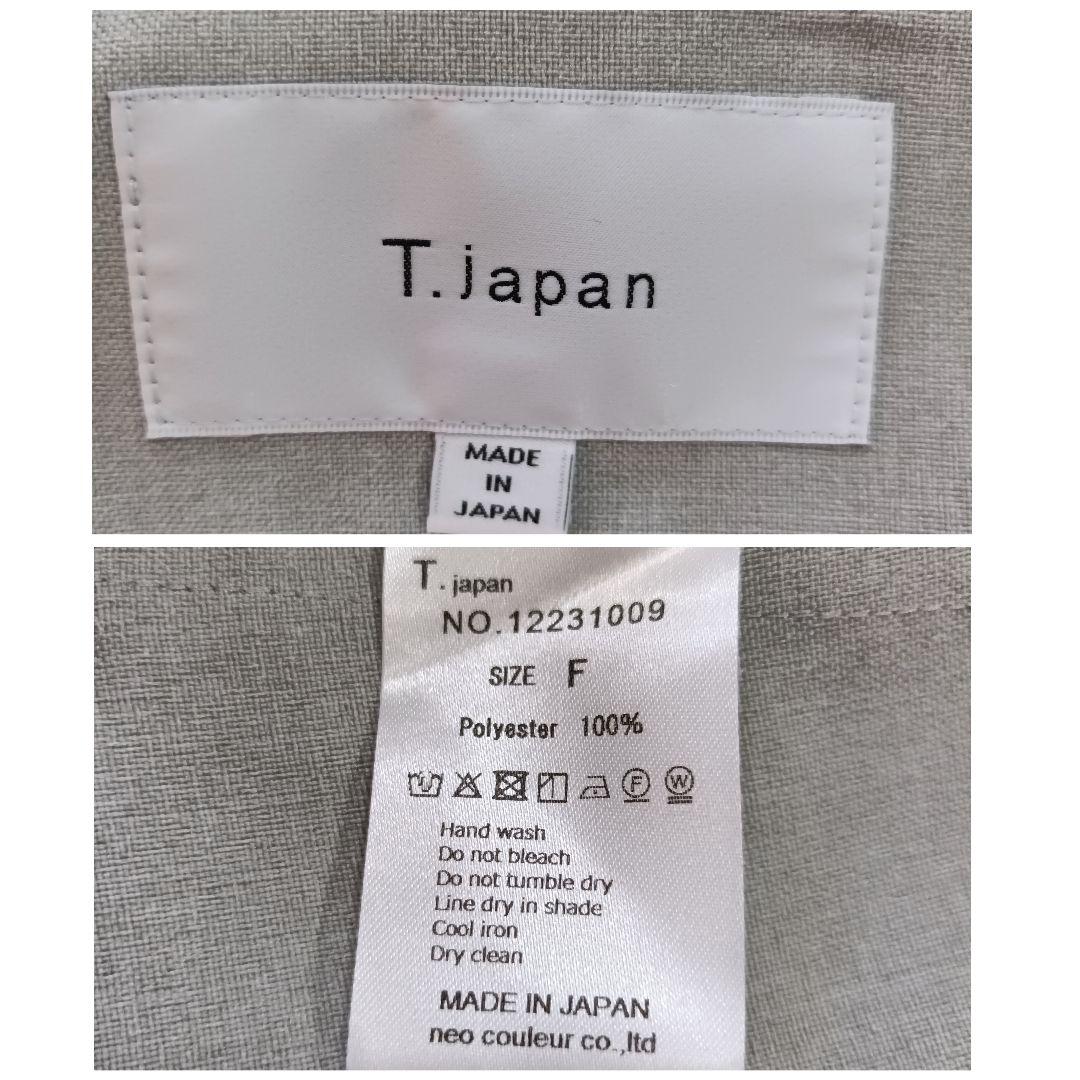 T.japan
MADE
IN
JAPAN
T.japan
NO.12231009
SIZE F
Polyester 100%
F W
Hand wash
Do not bleach
Do not tumble dry
Line dry in shade
Cool iron
Dry clean
MADE IN JAPAN
neo couleur co.,ltd